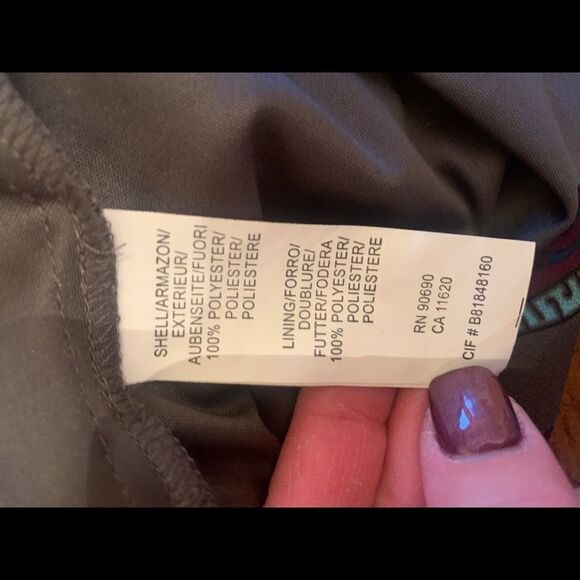 SHELL/ARMAZON/
EXTERIEUR/
AUBENSEITE/FUORI
100% POLYESTER/
POLIESTER/
POLIESTERE
LINING/FORRO/
DOUBLURE/
FUTTER/FODERA
100% POLYESTER/
POLIESTER/
POLIESTERE
RN 90690
CA 11620
CIF # B81848160